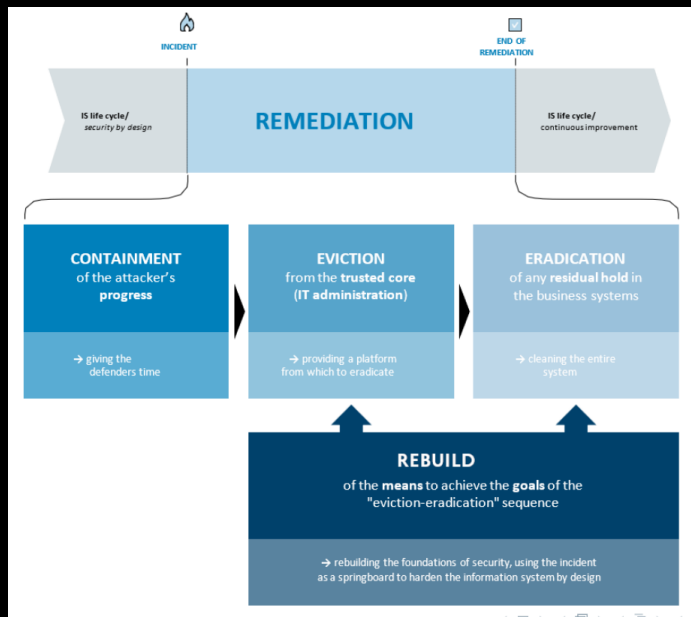 INCIDENT
END OF
REMEDIATION
IS life cycle/
security by design
REMEDIATION
IS life cycle/
continuous improvement
CONTAINMENT
of the attacker's
progress
→ giving the
defenders time
EVICTION
from the trusted core
(IT administration)
→ providing a platform
from which to eradicate
ERADICATION
of any residual hold in
the business systems
→ cleaning the entire
system
REBUILD
of the means to achieve the goals of the
"eviction-eradication" sequence
→ rebuilding the foundations of security, using the incident
as a springboard to harden the information system by design